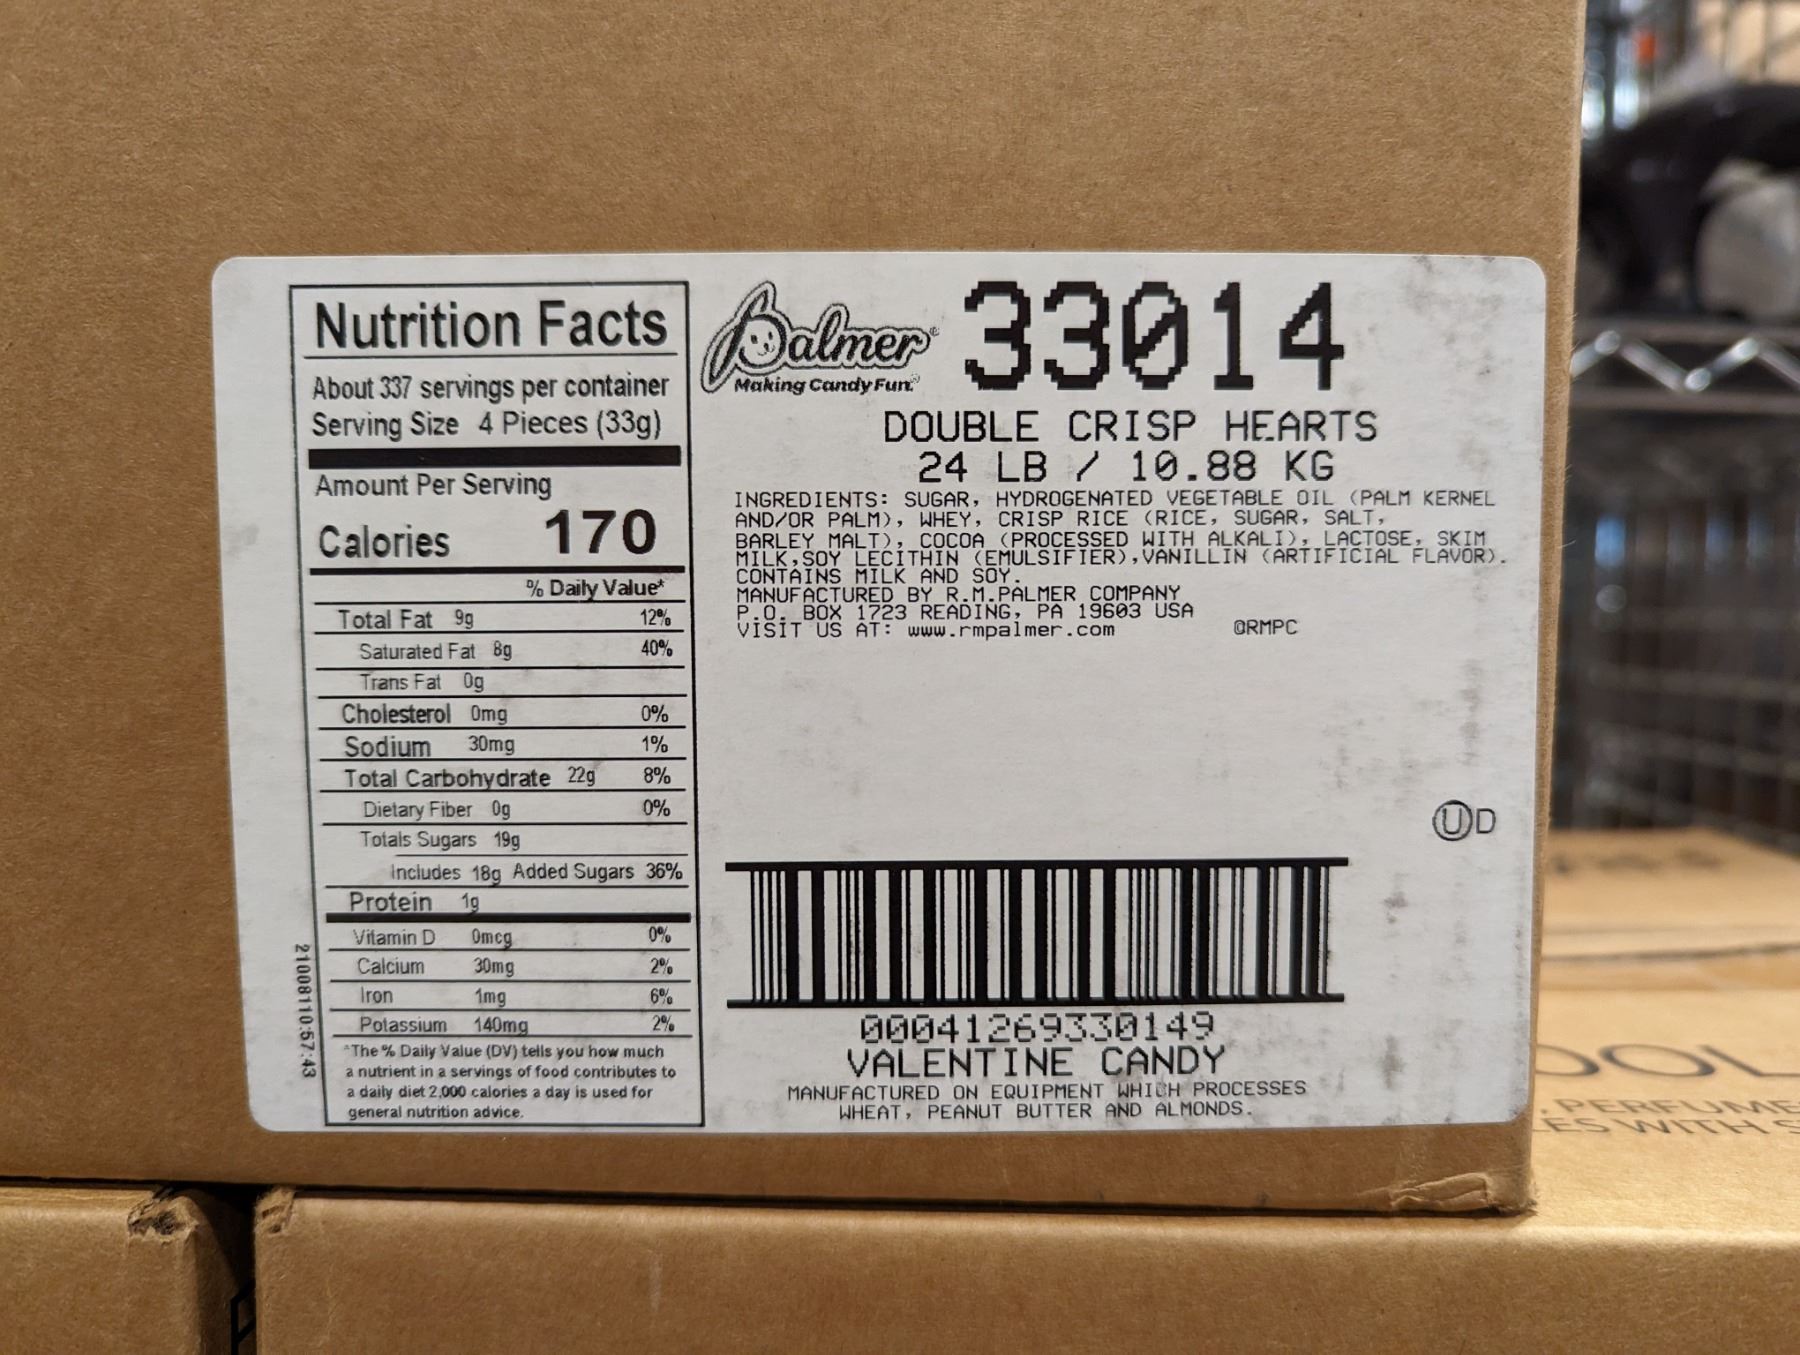 Nutrition Facts
About 337 servings per container
Serving Size 4 Pieces (33g)
Amount Per Serving
Calories 170
% Daily Value*
Total Fat 9g 12%
Saturated Fat 8g 40%
Trans Fat 0g
Cholesterol 0mg 0%
Sodium 30mg 1%
Total Carbohydrate 22g 8%
Dietary Fiber 0g 0%
Totals Sugars 19g
Includes 18g Added Sugars 36%
Protein 1g
Vitamin D 0mcg 0%
Calcium 30mg 2%
Iron 1mg 6%
Potassium 140mg 2%
*The % Daily Value (DV) tells you how much
a nutrient in a servings of food contributes to
a daily diet 2,000 calories a day is used for
general nutrition advice.
Palmer®
Making Candy Fun.®
33014
DOUBLE CRISP HEARTS
24 LB / 10.88 KG
INGREDIENTS: SUGAR, HYDROGENATED VEGETABLE OIL (PALM KERNEL
AND/OR PALM), WHEY, CRISP RICE (RICE, SUGAR, SALT,
BARLEY MALT), COCOA (PROCESSED WITH ALKALI), LACTOSE, SKIM
MILK,SOY LECITHIN (EMULSIFIER),VANILLIN (ARTIFICIAL FLAVOR).
CONTAINS MILK AND SOY.
MANUFACTURED BY R.M.PALMER COMPANY
P.O. BOX 1723 READING, PA 19603 USA
VISIT US AT: www.rmpalmer.com @RMPC
ⓊD
00041269330149
VALENTINE CANDY
MANUFACTURED ON EQUIPMENT WHICH PROCESSES
WHEAT, PEANUT BUTTER AND ALMONDS.
OOL
, PERFUME
ES WITH S